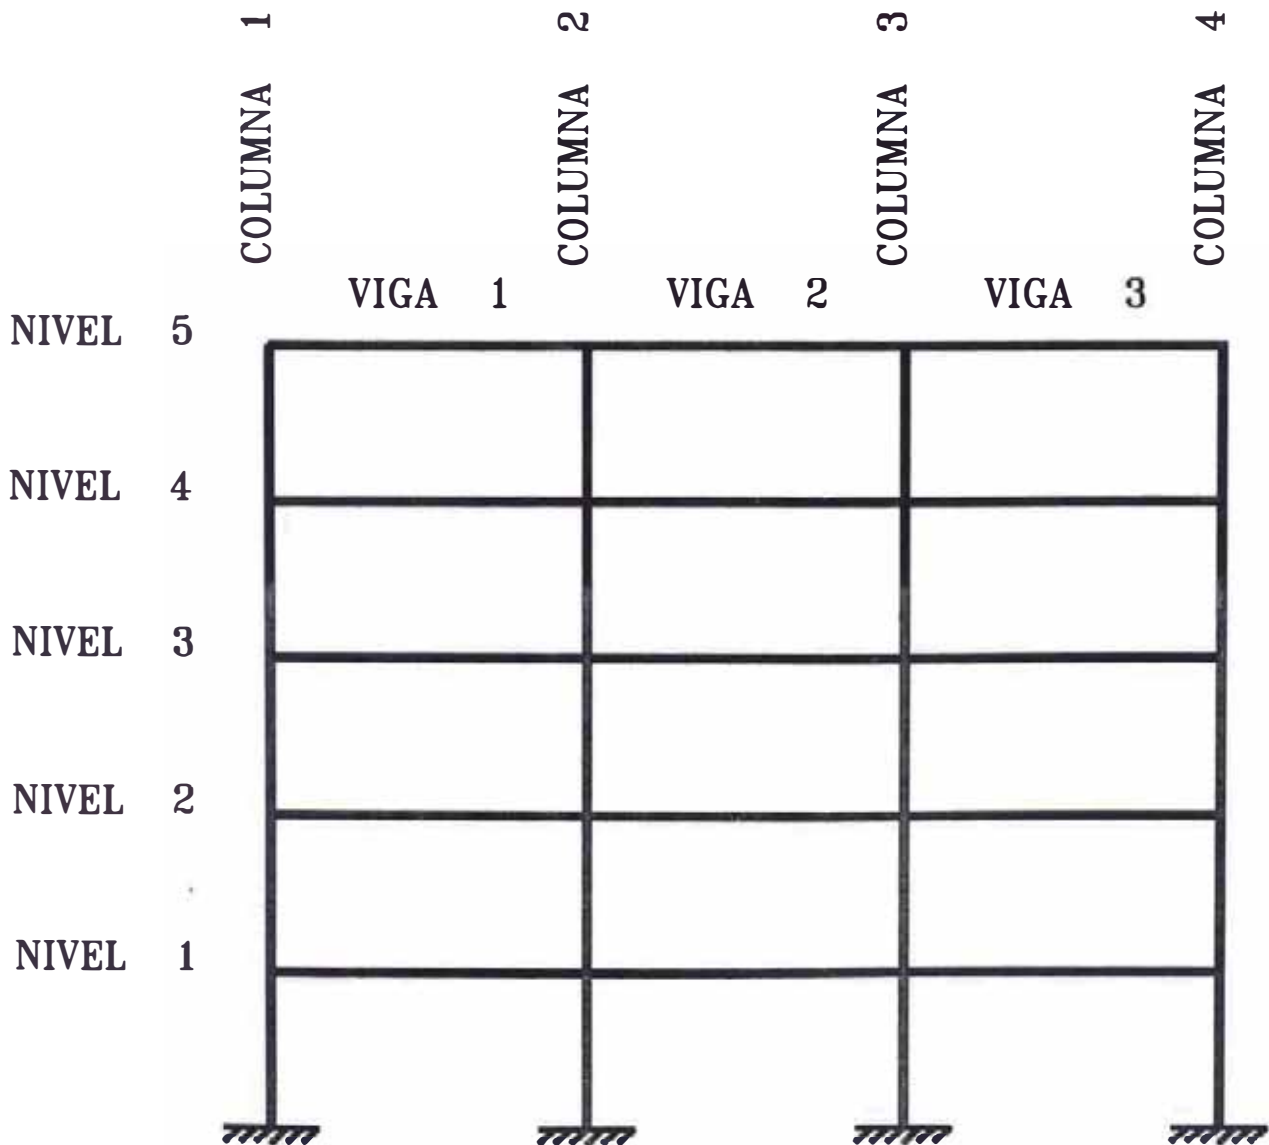 COLUMNA 1
COLUMNA 2
COLUMNA 3
COLUMNA 4
VIGA 1
VIGA 2
VIGA 3
NIVEL 5
NIVEL 4
NIVEL 3
NIVEL 2
NIVEL 1